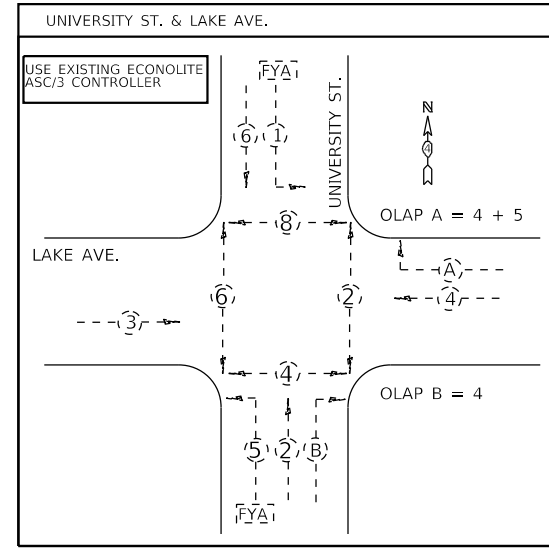 UNIVERSITY ST. & LAKE AVE.
USE EXISTING ECONOLITE
ASC/3 CONTROLLER
FYA
UNIVERSITY ST.
N
4
6
1
8
OLAP A = 4 + 5
LAKE AVE.
A
4
6
2
3
4
OLAP B = 4
5
2
B
FYA